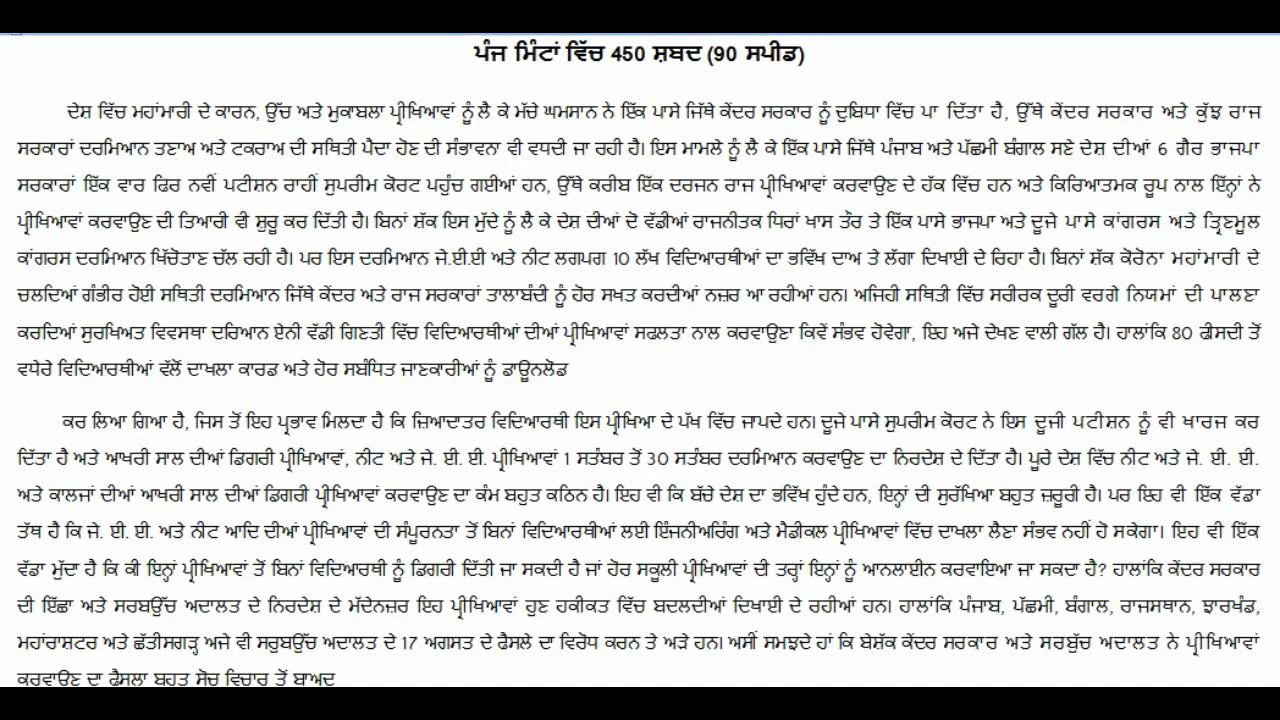 ਪੰਜ ਮਿੰਟਾਂ ਵਿੱਚ 450 ਸ਼ਬਦ (90 ਸਪੀਡ)
ਦੇਸ਼ ਵਿੱਚ ਮਹਾਂਮਾਰੀ ਦੇ ਕਾਰਨ, ਉੱਚ ਅਤੇ ਮੁਕਾਬਲਾ ਪ੍ਰੀਖਿਆਵਾਂ ਨੂੰ ਲੈ ਕੇ ਮੱਚੇ ਘਮਸਾਨ ਨੇ ਇੱਕ ਪਾਸੇ ਜਿੱਥੇ ਕੇਂਦਰ ਸਰਕਾਰ ਨੂੰ ਦੁਬਿਧਾ ਵਿੱਚ ਪਾ ਦਿੱਤਾ ਹੈ, ਉੱਥੇ ਕੇਂਦਰ ਸਰਕਾਰ ਅਤੇ ਕੁੱਝ ਰਾਜ
ਸਰਕਾਰਾਂ ਦਰਮਿਆਨ ਤਣਾਅ ਅਤੇ ਟਕਰਾਅ ਦੀ ਸਥਿਤੀ ਪੈਦਾ ਹੋਣ ਦੀ ਸੰਭਾਵਨਾ ਵੀ ਵਧਦੀ ਜਾ ਰਹੀ ਹੈ। ਇਸ ਮਾਮਲੇ ਨੂੰ ਲੈ ਕੇ ਇੱਕ ਪਾਸੇ ਜਿੱਥੇ ਪੰਜਾਬ ਅਤੇ ਪੱਛਮੀ ਬੰਗਾਲ ਸਣੇ ਦੇਸ਼ ਦੀਆਂ 6 ਗੈਰ ਭਾਜਪਾ
ਸਰਕਾਰਾਂ ਇੱਕ ਵਾਰ ਫਿਰ ਨਵੀਂ ਪਟੀਸ਼ਨ ਰਾਹੀਂ ਸੁਪਰੀਮ ਕੋਰਟ ਪਹੁੰਚ ਗਈਆਂ ਹਨ, ਉੱਥੇ ਕਰੀਬ ਇੱਕ ਦਰਜਨ ਰਾਜ ਪ੍ਰੀਖਿਆਵਾਂ ਕਰਵਾਉਣ ਦੇ ਹੱਕ ਵਿੱਚ ਹਨ ਅਤੇ ਕਿਰਿਆਤਮਕ ਰੂਪ ਨਾਲ ਇੱਨ੍ਹਾਂ ਨੇ
ਪ੍ਰੀਖਿਆਵਾਂ ਕਰਵਾਉਣ ਦੀ ਤਿਆਰੀ ਵੀ ਸ਼ੁਰੂ ਕਰ ਦਿੱਤੀ ਹੈ। ਬਿਨਾਂ ਸ਼ੱਕ ਇਸ ਮੁੱਦੇ ਨੂੰ ਲੈ ਕੇ ਦੇਸ਼ ਦੀਆਂ ਦੋ ਵੱਡੀਆਂ ਰਾਜਨੀਤਕ ਧਿਰਾਂ ਖਾਸ ਤੌਰ ਤੇ ਇੱਕ ਪਾਸੇ ਭਾਜਪਾ ਅਤੇ ਦੂਜੇ ਪਾਸੇ ਕਾਂਗਰਸ ਅਤੇ ਤ੍ਰਿਣਮੂਲ
ਕਾਂਗਰਸ ਦਰਮਿਆਨ ਖਿੱਚੋਤਾਣ ਚੱਲ ਰਹੀ ਹੈ। ਪਰ ਇਸ ਦਰਮਿਆਨ ਜੇ.ਈ.ਈ ਅਤੇ ਨੀਟ ਲਗਪਗ 10 ਲੱਖ ਵਿਦਿਆਰਥੀਆਂ ਦਾ ਭਵਿੱਖ ਦਾਅ ਤੇ ਲੱਗਾ ਦਿਖਾਈ ਦੇ ਰਿਹਾ ਹੈ। ਬਿਨਾਂ ਸ਼ੱਕ ਕੋਰੋਨਾ ਮਹਾਂਮਾਰੀ ਦੇ
ਚਲਦਿਆਂ ਗੰਭੀਰ ਹੋਈ ਸਥਿਤੀ ਦਰਮਿਆਨ ਜਿੱਥੇ ਕੇਂਦਰ ਅਤੇ ਰਾਜ ਸਰਕਾਰਾਂ ਤਾਲਾਬੰਦੀ ਨੂੰ ਹੋਰ ਸਖਤ ਕਰਦੀਆਂ ਨਜ਼ਰ ਆ ਰਹੀਆਂ ਹਨ। ਅਜਿਹੀ ਸਥਿਤੀ ਵਿੱਚ ਸਰੀਰਕ ਦੂਰੀ ਵਰਗੇ ਨਿਯਮਾਂ ਦੀ ਪਾਲਣਾ
ਕਰਦਿਆਂ ਸੁਰਖਿਅਤ ਵਿਵਸਥਾ ਦਰਿਆਨ ਏਨੀ ਵੱਡੀ ਗਿਣਤੀ ਵਿੱਚ ਵਿਦਿਆਰਥੀਆਂ ਦੀਆਂ ਪ੍ਰੀਖਿਆਵਾਂ ਸਫਲਤਾ ਨਾਲ ਕਰਵਾਉਣਾ ਕਿਵੇਂ ਸੰਭਵ ਹੋਵੇਗਾ, ਇਹ ਅਜੇ ਦੇਖਣ ਵਾਲੀ ਗੱਲ ਹੈ। ਹਾਲਾਂਕਿ 80 ਫੀਸਦੀ ਤੋਂ
ਵਧੇਰੇ ਵਿਦਿਆਰਥੀਆਂ ਵੱਲੋਂ ਦਾਖਲਾ ਕਾਰਡ ਅਤੇ ਹੋਰ ਸਬੰਧਿਤ ਜਾਣਕਾਰੀਆਂ ਨੂੰ ਡਾਊਨਲੋਡ
ਕਰ ਲਿਆ ਗਿਆ ਹੈ, ਜਿਸ ਤੋਂ ਇਹ ਪ੍ਰਭਾਵ ਮਿਲਦਾ ਹੈ ਕਿ ਜ਼ਿਆਦਾਤਰ ਵਿਦਿਆਰਥੀ ਇਸ ਪ੍ਰੀਖਿਆ ਦੇ ਪੱਖ ਵਿੱਚ ਜਾਪਦੇ ਹਨ। ਦੂਜੇ ਪਾਸੇ ਸੁਪਰੀਮ ਕੋਰਟ ਨੇ ਇਸ ਦੂਜੀ ਪਟੀਸ਼ਨ ਨੂੰ ਵੀ ਖਾਰਜ ਕਰ
ਦਿੱਤਾ ਹੈ ਅਤੇ ਆਖਰੀ ਸਾਲ ਦੀਆਂ ਡਿਗਰੀ ਪ੍ਰੀਖਿਆਵਾਂ, ਨੀਟ ਅਤੇ ਜੇ. ਈ. ਈ. ਪ੍ਰੀਖਿਆਵਾਂ 1 ਸਤੰਬਰ ਤੋਂ 30 ਸਤੰਬਰ ਦਰਮਿਆਨ ਕਰਵਾਉਣ ਦਾ ਨਿਰਦੇਸ਼ ਦੇ ਦਿੱਤਾ ਹੈ। ਪੂਰੇ ਦੇਸ਼ ਵਿੱਚ ਨੀਟ ਅਤੇ ਜੇ. ਈ. ਈ.
ਅਤੇ ਕਾਲਜਾਂ ਦੀਆਂ ਆਖਰੀ ਸਾਲ ਦੀਆਂ ਡਿਗਰੀ ਪ੍ਰੀਖਿਆਵਾਂ ਕਰਵਾਉਣ ਦਾ ਕੰਮ ਬਹੁਤ ਕਠਿਨ ਹੈ। ਇਹ ਵੀ ਕਿ ਬੱਚੇ ਦੇਸ਼ ਦਾ ਭਵਿੱਖ ਹੁੰਦੇ ਹਨ, ਇਨ੍ਹਾਂ ਦੀ ਸੁਰੱਖਿਆ ਬਹੁਤ ਜ਼ਰੂਰੀ ਹੈ। ਪਰ ਇਹ ਵੀ ਇੱਕ ਵੱਡਾ
ਤੱਥ ਹੈ ਕਿ ਜੇ. ਈ. ਈ. ਅਤੇ ਨੀਟ ਆਦਿ ਦੀਆਂ ਪ੍ਰੀਖਿਆਵਾਂ ਦੀ ਸੰਪੂਰਨਤਾ ਤੋਂ ਬਿਨਾਂ ਵਿਦਿਆਰਥੀਆਂ ਲਈ ਇੰਜਨੀਅਰਿੰਗ ਅਤੇ ਮੈਡੀਕਲ ਪ੍ਰੀਖਿਆਵਾਂ ਵਿੱਚ ਦਾਖਲਾ ਲੈਣਾ ਸੰਭਵ ਨਹੀਂ ਹੋ ਸਕੇਗਾ। ਇਹ ਵੀ ਇੱਕ
ਵੱਡਾ ਮੁੱਦਾ ਹੈ ਕਿ ਕੀ ਇਨ੍ਹਾਂ ਪ੍ਰੀਖਿਆਵਾਂ ਤੋਂ ਬਿਨਾਂ ਵਿਦਿਆਰਥੀ ਨੂੰ ਡਿਗਰੀ ਦਿੱਤੀ ਜਾ ਸਕਦੀ ਹੈ ਜਾਂ ਹੋਰ ਸਕੂਲੀ ਪ੍ਰੀਖਿਆਵਾਂ ਦੀ ਤਰ੍ਹਾਂ ਇਨ੍ਹਾਂ ਨੂੰ ਆਨਲਾਈਨ ਕਰਵਾਇਆ ਜਾ ਸਕਦਾ ਹੈ? ਹਾਲਾਂਕਿ ਕੇਂਦਰ ਸਰਕਾਰ
ਦੀ ਇੱਛਾ ਅਤੇ ਸਰਬਉੱਚ ਅਦਾਲਤ ਦੇ ਨਿਰਦੇਸ਼ ਦੇ ਮੱਦੇਨਜ਼ਰ ਇਹ ਪ੍ਰੀਖਿਆਵਾਂ ਹੁਣ ਹਕੀਕਤ ਵਿੱਚ ਬਦਲਦੀਆਂ ਦਿਖਾਈ ਦੇ ਰਹੀਆਂ ਹਨ। ਹਾਲਾਂਕਿ ਪੰਜਾਬ, ਪੱਛਮੀ, ਬੰਗਾਲ, ਰਾਜਸਥਾਨ, ਝਾਰਖੰਡ,
ਮਹਾਂਰਾਸ਼ਟਰ ਅਤੇ ਛੱਤੀਸਗੜ੍ਹ ਅਜੇ ਵੀ ਸਰੁਬਉੱਚ ਅਦਾਲਤ ਦੇ 17 ਅਗਸਤ ਦੇ ਫੈਸਲੇ ਦਾ ਵਿਰੋਧ ਕਰਨ ਤੇ ਅੜੇ ਹਨ। ਅਸੀਂ ਸਮਝਦੇ ਹਾਂ ਕਿ ਬੇਸ਼ੱਕ ਕੇਂਦਰ ਸਰਕਾਰ ਅਤੇ ਸਰਬੁੱਚ ਅਦਾਲਤ ਨੇ ਪ੍ਰੀਖਿਆਵਾਂ
ਕਰਵਾਉਣ ਦਾ ਫੈਸਲਾ ਬਹੁਤ ਸੋਚ ਵਿਚਾਰ ਤੋਂ ਬਾਅਦ